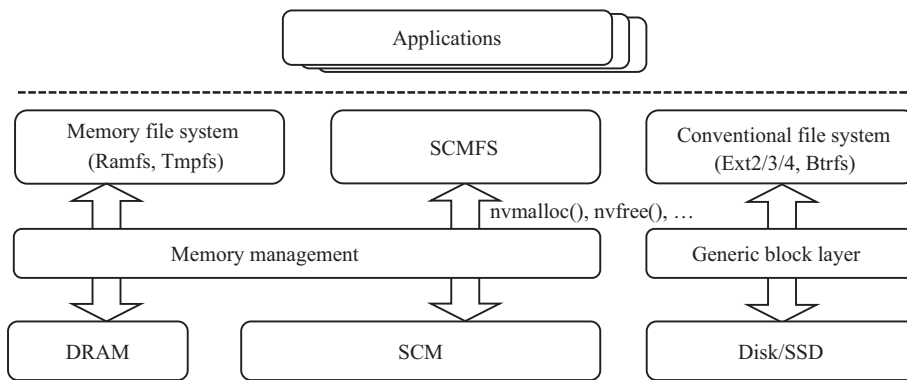 Applications
Memory file system
(Ramfs, Tmpfs)
SCMFS
Conventional file system
(Ext2/3/4, Btrfs)
nvmalloc(), nvfree(), …
Memory management
Generic block layer
DRAM
SCM
Disk/SSD